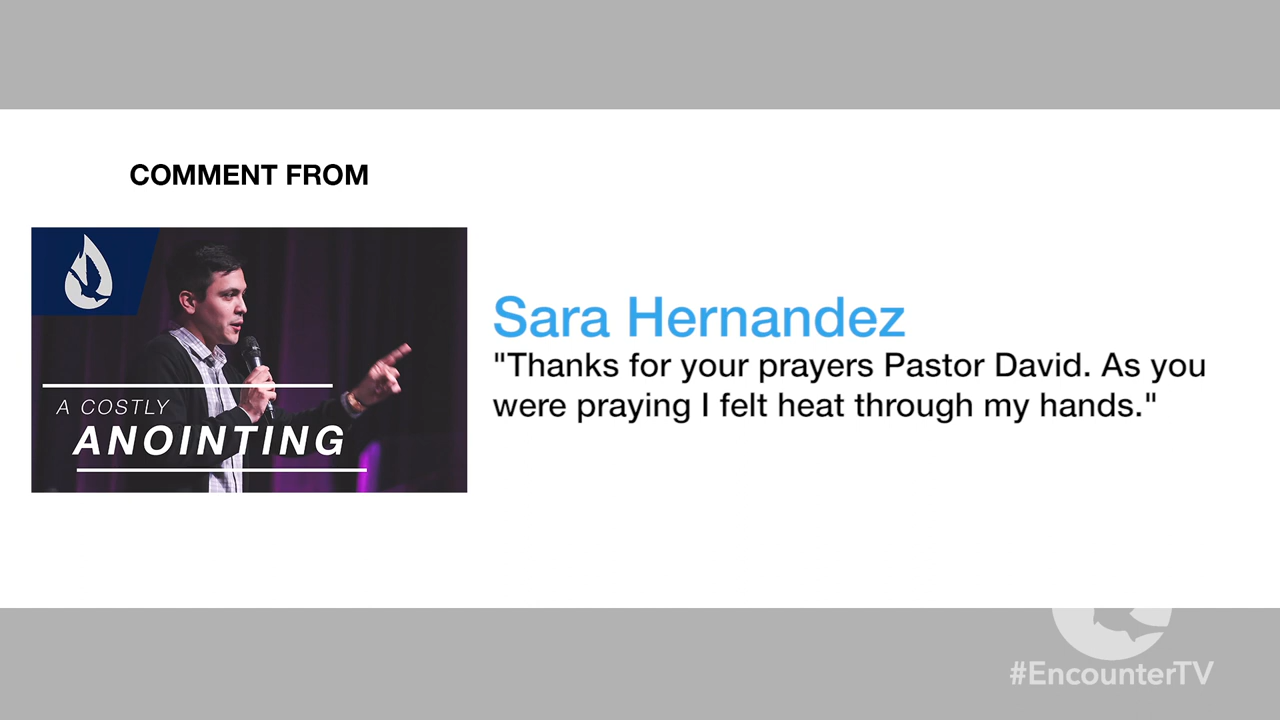 COMMENT FROM
A COSTLY
ANOINTING
Sara Hernandez
"Thanks for your prayers Pastor David. As you
were praying I felt heat through my hands."
#EncounterTV